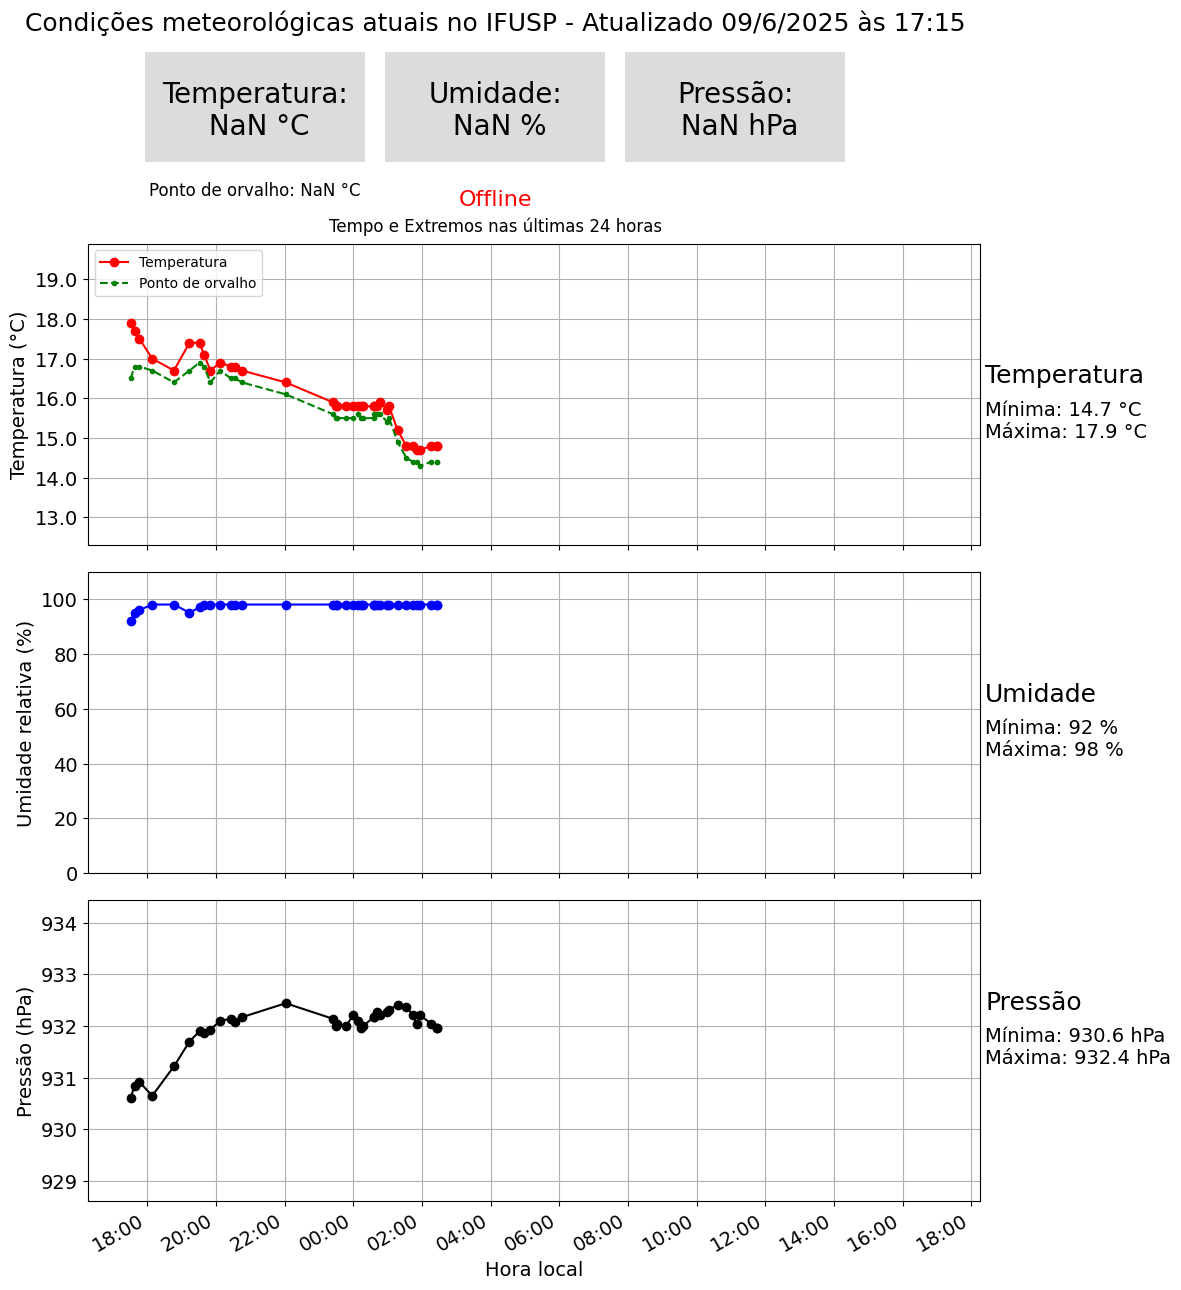 Condições meteorológicas atuais no IFUSP - Atualizado 09/6/2025 às 17:15
Temperatura:
NaN °C
Umidade:
NaN %
Pressão:
NaN hPa
Ponto de orvalho: NaN °C
Offline
Tempo e Extremos nas últimas 24 horas
Temperatura
Ponto de orvalho
Temperatura (°C)
19.0
18.0
17.0
16.0
15.0
14.0
13.0
Temperatura
Mínima: 14.7 °C
Máxima: 17.9 °C
Umidade relativa (%)
100
80
60
40
20
0
Umidade
Mínima: 92 %
Máxima: 98 %
Pressão (hPa)
934
933
932
931
930
929
Pressão
Mínima: 930.6 hPa
Máxima: 932.4 hPa
18:00 20:00 22:00 00:00 02:00 04:00 06:00 08:00 10:00 12:00 14:00 16:00 18:00
Hora local